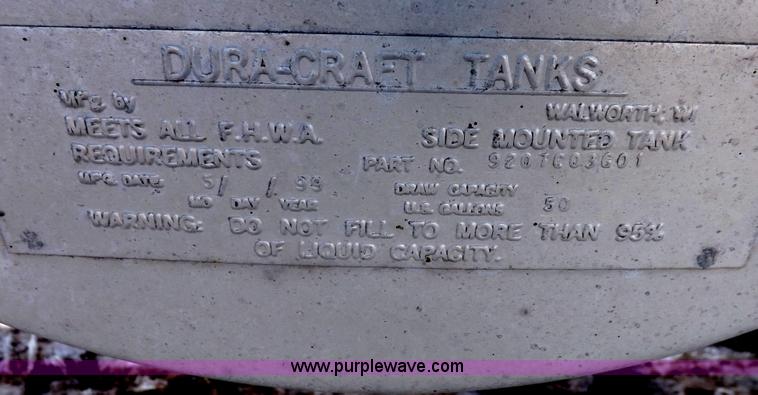 DURA-CRAFT TANKS
Mfg. by WALWORTH, WI
MEETS ALL F.H.W.A. SIDE MOUNTED TANK
REQUIREMENTS PART NO. 9207603601
MFG. DATE: 5/ / 99 DRAW CAPACITY
MO DAY YEAR U.S. GALLONS 50
WARNING: DO NOT FILL TO MORE THAN 95%
OF LIQUID CAPACITY.
www.purplewave.com